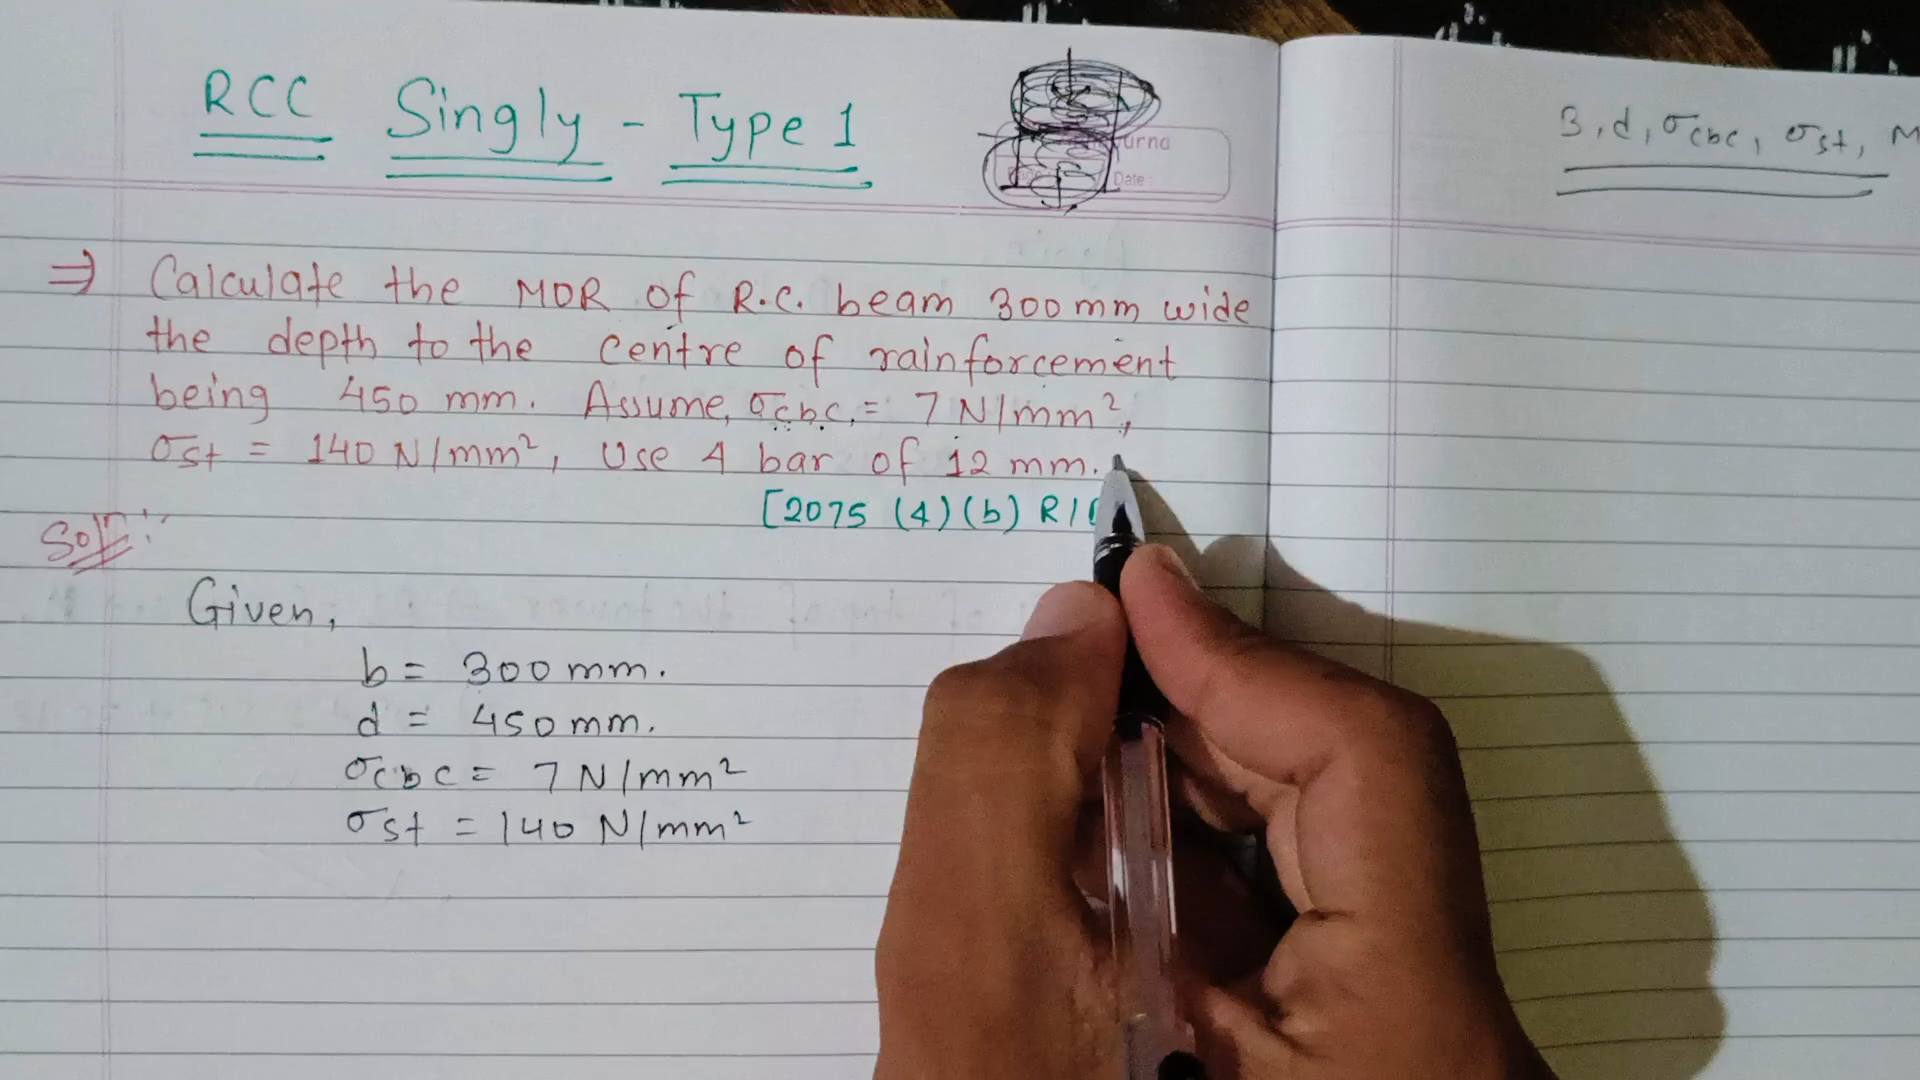 RCC Singly - Type 1
urna
Date:
B, d, σcbc, σst, M
⇒ Calculate the MOR of R.C. beam 300 mm wide
the depth to the centre of rainforcement
being 450 mm. Assume, σcbc = 7 N/mm²,
σst = 140 N/mm², Use 4 bar of 12 mm.
[2075 (4)(b) R/
Solⁿ:
Given,
b = 300 mm.
d = 450 mm.
σcbc = 7 N/mm²
σst = 140 N/mm²